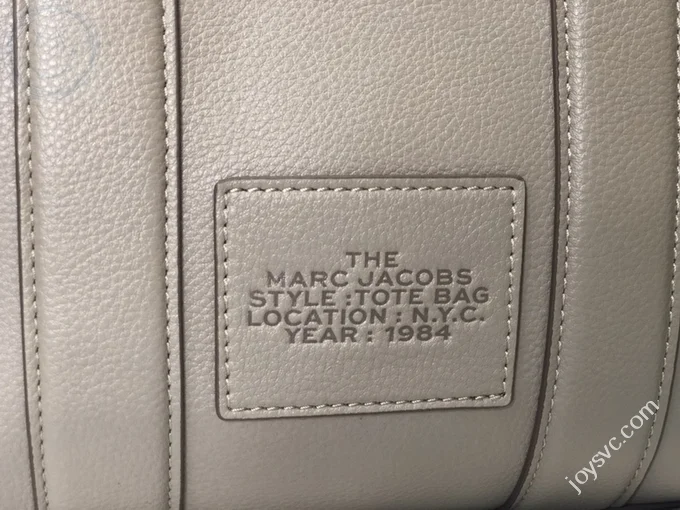 THE
MARC JACOBS
STYLE :TOTE BAG
LOCATION : N.Y.C.
YEAR : 1984
joysvc.com